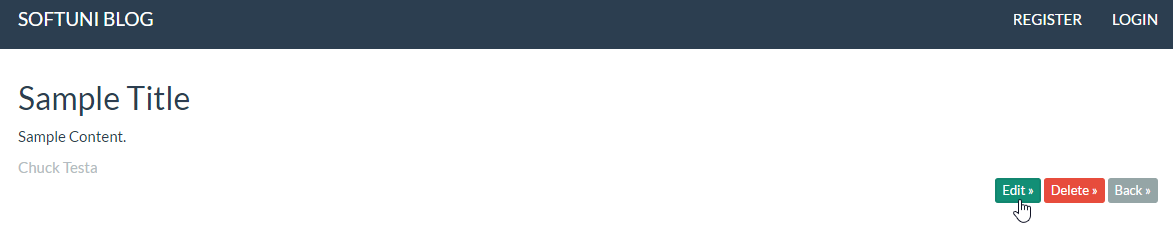 SOFTUNI BLOG REGISTER LOGIN
Sample Title
Sample Content.
Chuck Testa
Edit » Delete » Back »